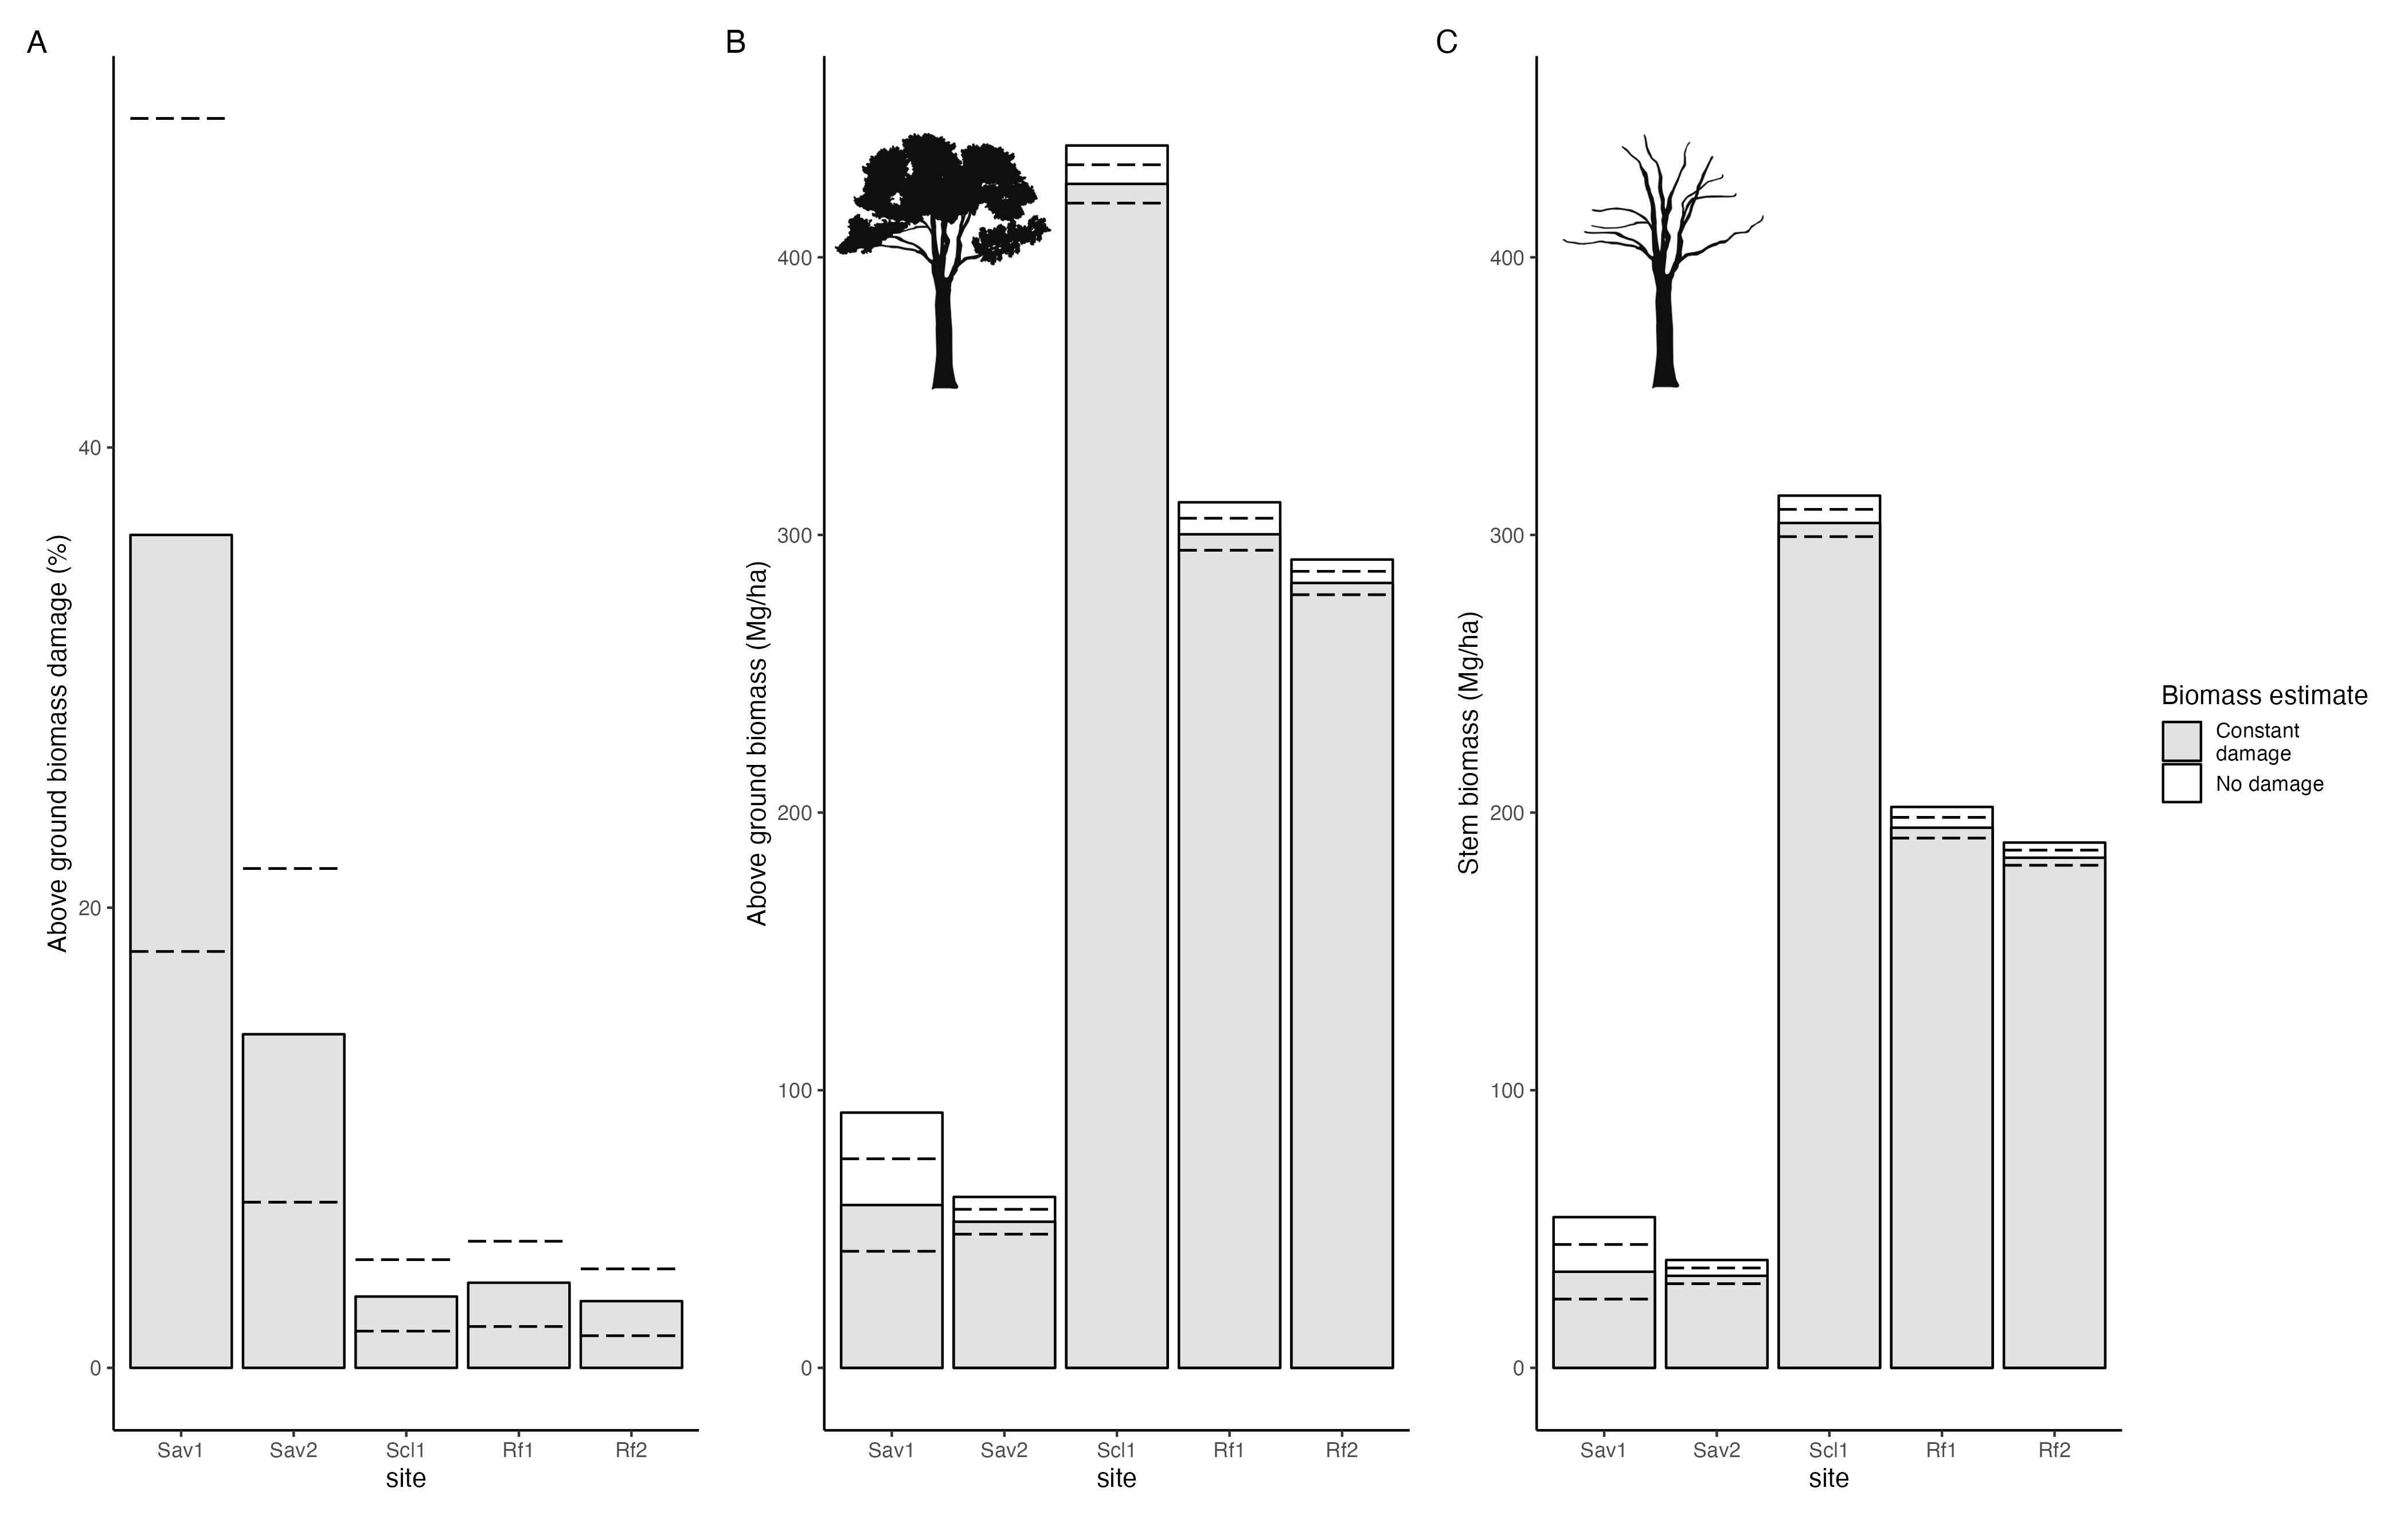 A
Above ground biomass damage (%)
40
20
0
Sav1 Sav2 Scl1 Rf1 Rf2
site
B
Above ground biomass (Mg/ha)
400
300
200
100
0
Sav1 Sav2 Scl1 Rf1 Rf2
site
C
Stem biomass (Mg/ha)
400
300
200
100
0
Sav1 Sav2 Scl1 Rf1 Rf2
site
Biomass estimate
Constant
damage
No damage